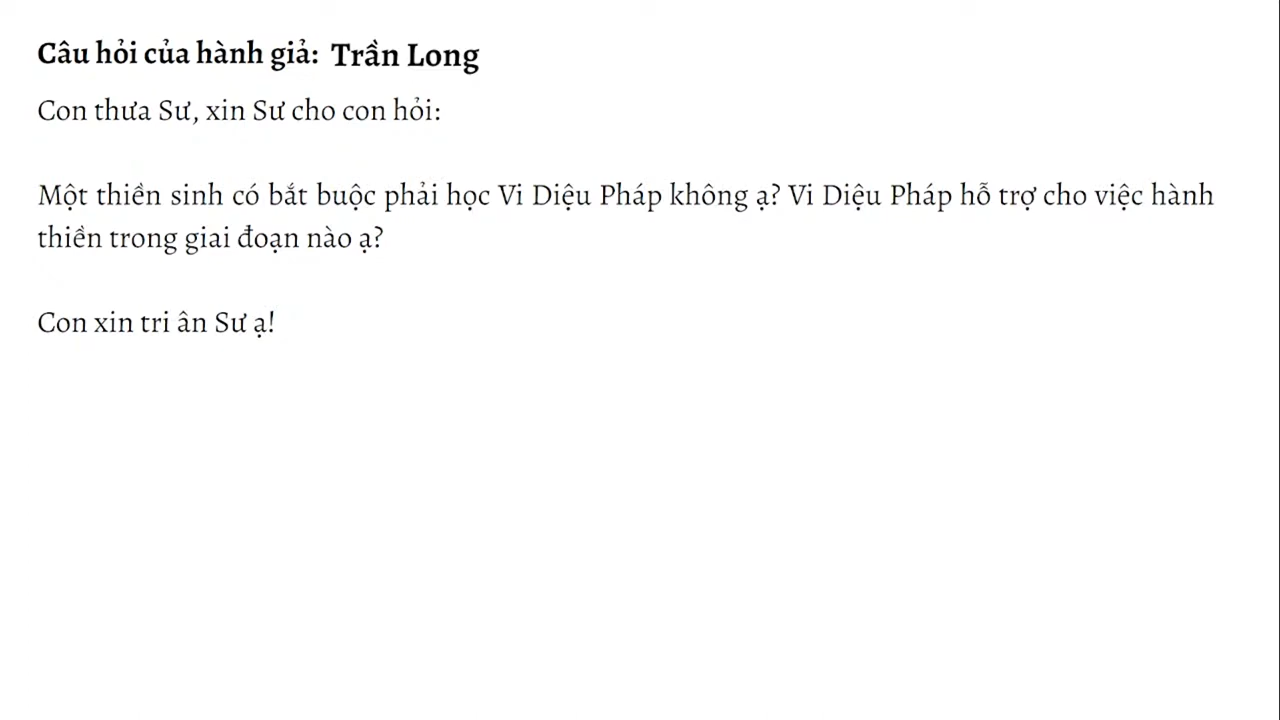 Câu hỏi của hành giả: Trần Long
Con thưa Sư, xin Sư cho con hỏi:
Một thiền sinh có bắt buộc phải học Vi Diệu Pháp không ạ? Vi Diệu Pháp hỗ trợ cho việc hành
thiền trong giai đoạn nào ạ?
Con xin tri ân Sư ạ!